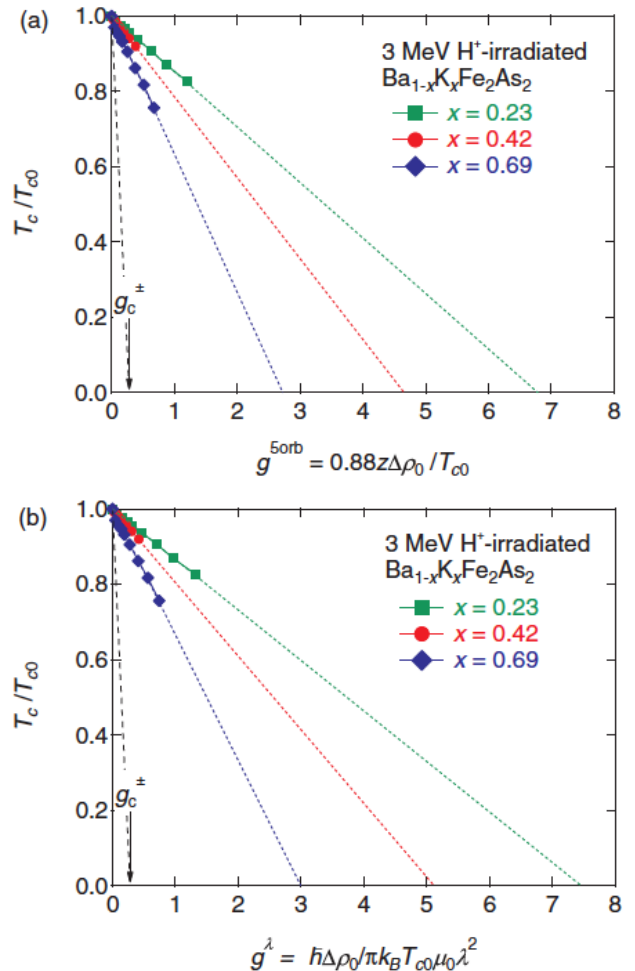 (a)
1.0
0.8
0.6
0.4
0.2
0.0
T_c/T_c0
3 MeV H⁺-irradiated
Ba₁₋ₓKₓFe₂As₂
x = 0.23
x = 0.42
x = 0.69
g_c^±
0 1 2 3 4 5 6 7 8
g^5orb = 0.88zΔρ₀/T_c0
(b)
1.0
0.8
0.6
0.4
0.2
0.0
T_c/T_c0
3 MeV H⁺-irradiated
Ba₁₋ₓKₓFe₂As₂
x = 0.23
x = 0.42
x = 0.69
g_c^±
0 1 2 3 4 5 6 7 8
g^λ = ℏΔρ₀/πk_BT_c0μ₀λ²